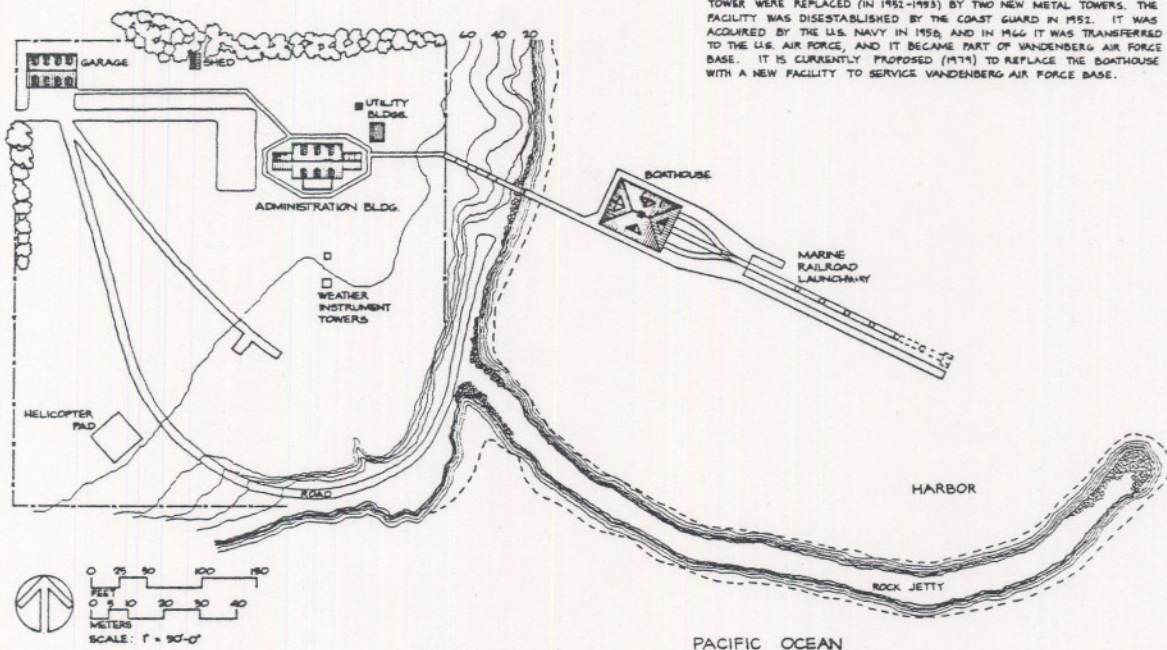 TOWER WERE REPLACED (IN 1952-1953) BY TWO NEW METAL TOWERS. THE
FACILITY WAS DISESTABLISHED BY THE COAST GUARD IN 1952. IT WAS
ACQUIRED BY THE U.S. NAVY IN 1958, AND IN 1966 IT WAS TRANSFERRED
TO THE U.S. AIR FORCE, AND IT BECAME PART OF VANDENBERG AIR FORCE
BASE. IT IS CURRENTLY PROPOSED (1979) TO REPLACE THE BOATHOUSE
WITH A NEW FACILITY TO SERVICE VANDENBERG AIR FORCE BASE.
60 40 20
GARAGE
SHED
UTILITY
BLDGS.
BOATHOUSE
ADMINISTRATION BLDG.
MARINE
RAILROAD
LAUNCHWAY
WEATHER
INSTRUMENT
TOWERS
HELICOPTER
PAD
ROAD
HARBOR
ROCK JETTY
0 25 50 100 150
FEET
0 5 10 20 30 40
METERS
SCALE: 1" = 50'-0"
PACIFIC OCEAN